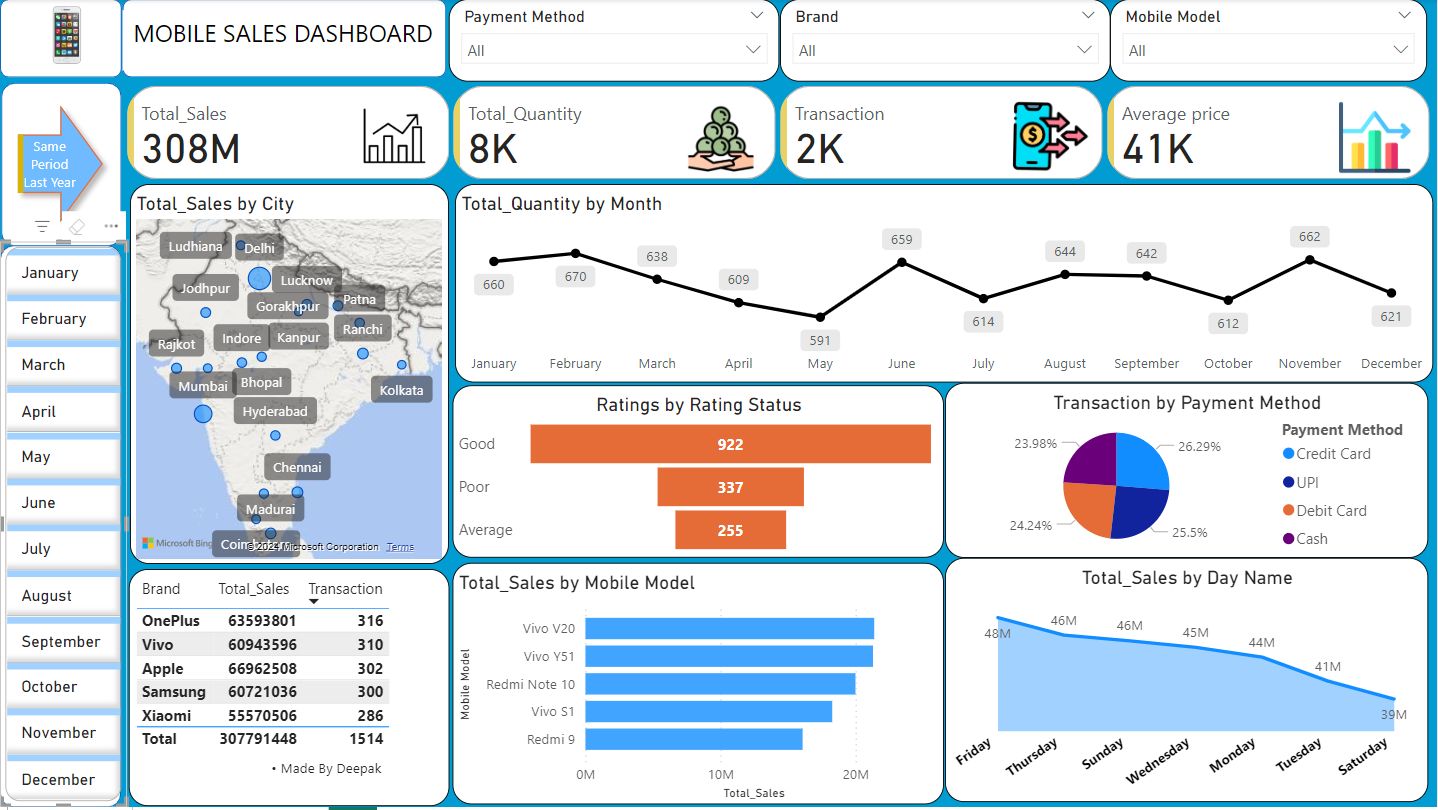 MOBILE SALES DASHBOARD
Payment Method
All
Brand
All
Mobile Model
All
Same
Period
Last Year
Total_Sales
308M
Total_Quantity
8K
Transaction
2K
Average price
41K
January
February
March
April
May
June
July
August
September
October
November
December
Total_Sales by City
Ludhiana
Delhi
Jodhpur
Lucknow
Gorakhpur
Patna
Rajkot
Indore
Kanpur
Ranchi
Mumbai
Bhopal
Kolkata
Hyderabad
Chennai
Madurai
Microsoft Bing
© 2024 Microsoft Corporation Terms
Total_Quantity by Month
660
670
638
609
591
659
614
644
642
612
662
621
January February March April May June July August September October November December
Ratings by Rating Status
Good 922
Poor 337
Average 255
Transaction by Payment Method
23.98%
26.29%
24.24%
25.5%
Payment Method
Credit Card
UPI
Debit Card
Cash
Brand Total_Sales Transaction
OnePlus 63593801 316
Vivo 60943596 310
Apple 66962508 302
Samsung 60721036 300
Xiaomi 55570506 286
Total 307791448 1514
• Made By Deepak
Total_Sales by Mobile Model
Mobile Model
Vivo V20
Vivo Y51
Redmi Note 10
Vivo S1
Redmi 9
0M 10M 20M
Total_Sales
Total_Sales by Day Name
48M
46M
46M
45M
44M
41M
39M
Friday Thursday Sunday Wednesday Monday Tuesday Saturday